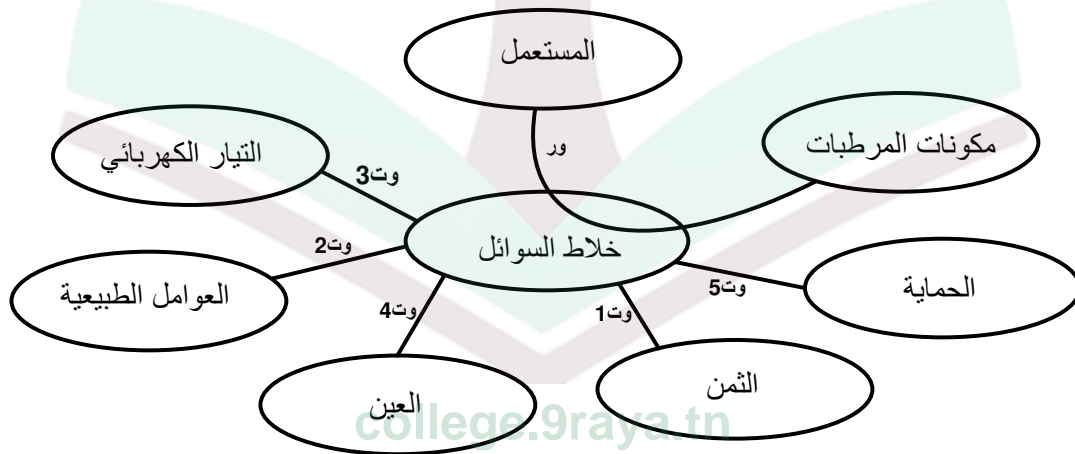 المستعمل
مكونات المرطبات
ور
التيار الكهربائي
وت3
خلاط السوائل
وت2
العوامل الطبيعية
وت5
الحماية
وت4
وت1
الثمن
العين
college.9raya.tn